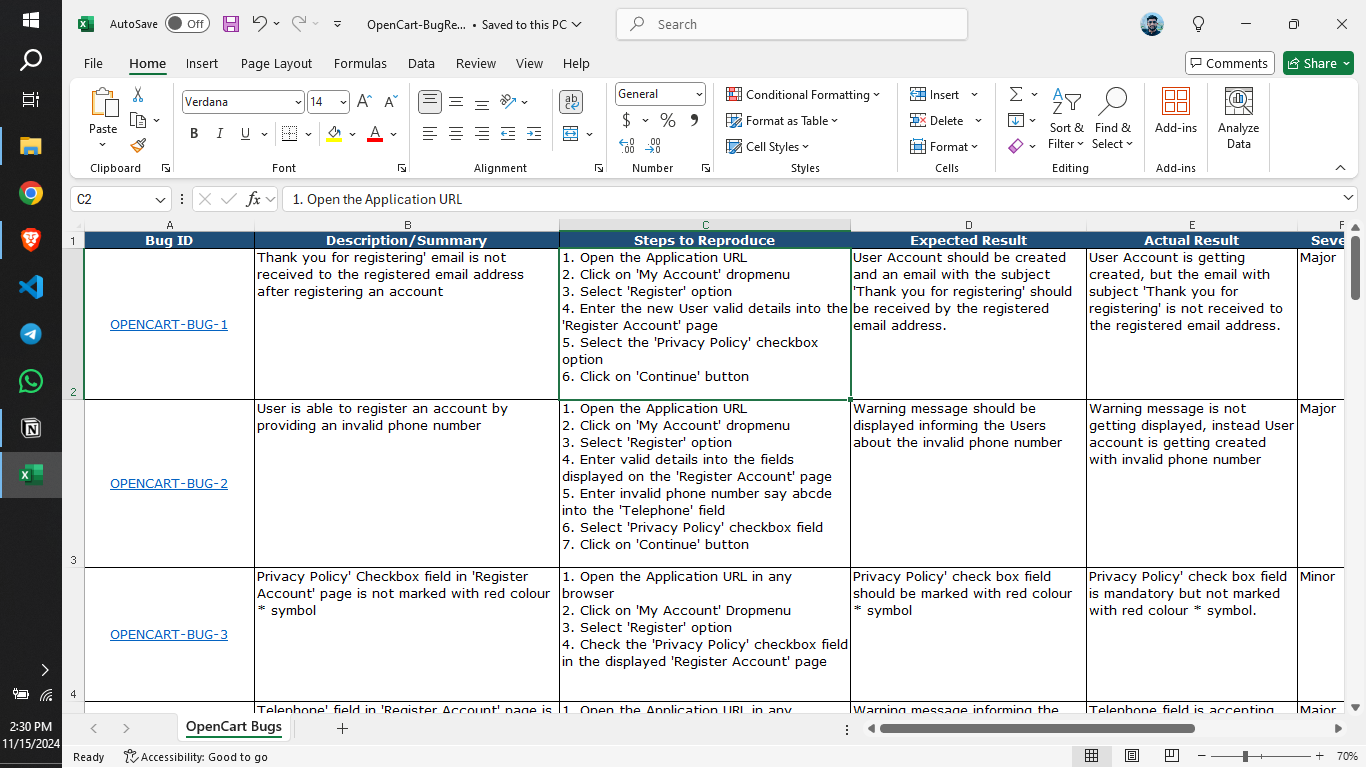 AutoSave Off OpenCart-BugRe... • Saved to this PC Search
File Home Insert Page Layout Formulas Data Review View Help Comments Share
Paste
Clipboard
Verdana 14
B I U A
Font
Alignment
General
$ %
Number
Conditional Formatting
Format as Table
Cell Styles
Styles
Insert
Delete
Format
Cells
Sort & Filter
Find & Select
Editing
Add-ins
Add-ins
Analyze Data
C2 fx 1. Open the Application URL
A B C D E F
1 Bug ID Description/Summary Steps to Reproduce Expected Result Actual Result Seve
2
OPENCART-BUG-1
Thank you for registering' email is not
received to the registered email address
after registering an account
1. Open the Application URL
2. Click on 'My Account' dropmenu
3. Select 'Register' option
4. Enter the new User valid details into the
'Register Account' page
5. Select the 'Privacy Policy' checkbox
option
6. Click on 'Continue' button
User Account should be created
and an email with the subject
'Thank you for registering' should
be received by the registered
email address.
User Account is getting
created, but the email with
subject 'Thank you for
registering' is not received to
the registered email address.
Major
3
OPENCART-BUG-2
User is able to register an account by
providing an invalid phone number
1. Open the Application URL
2. Click on 'My Account' dropmenu
3. Select 'Register' option
4. Enter valid details into the fields
displayed on the 'Register Account' page
5. Enter invalid phone number say abcde
into the 'Telephone' field
6. Select 'Privacy Policy' checkbox field
7. Click on 'Continue' button
Warning message should be
displayed informing the Users
about the invalid phone number
Warning message is not
getting displayed, instead User
account is getting created
with invalid phone number
Major
4
OPENCART-BUG-3
Privacy Policy' Checkbox field in 'Register
Account' page is not marked with red colour
* symbol
1. Open the Application URL in any
browser
2. Click on 'My Account' Dropmenu
3. Select 'Register' option
4. Check the 'Privacy Policy' checkbox field
in the displayed 'Register Account' page
Privacy Policy' check box field
should be marked with red colour
* symbol
Privacy Policy' check box field
is mandatory but not marked
with red colour * symbol.
Minor
Telephone' field in 'Register Account' page is
1. Open the Application URL in any
Warning message informing the
Telephone field is accepting
Major
OpenCart Bugs
Ready Accessibility: Good to go 70%
2:30 PM
11/15/2024